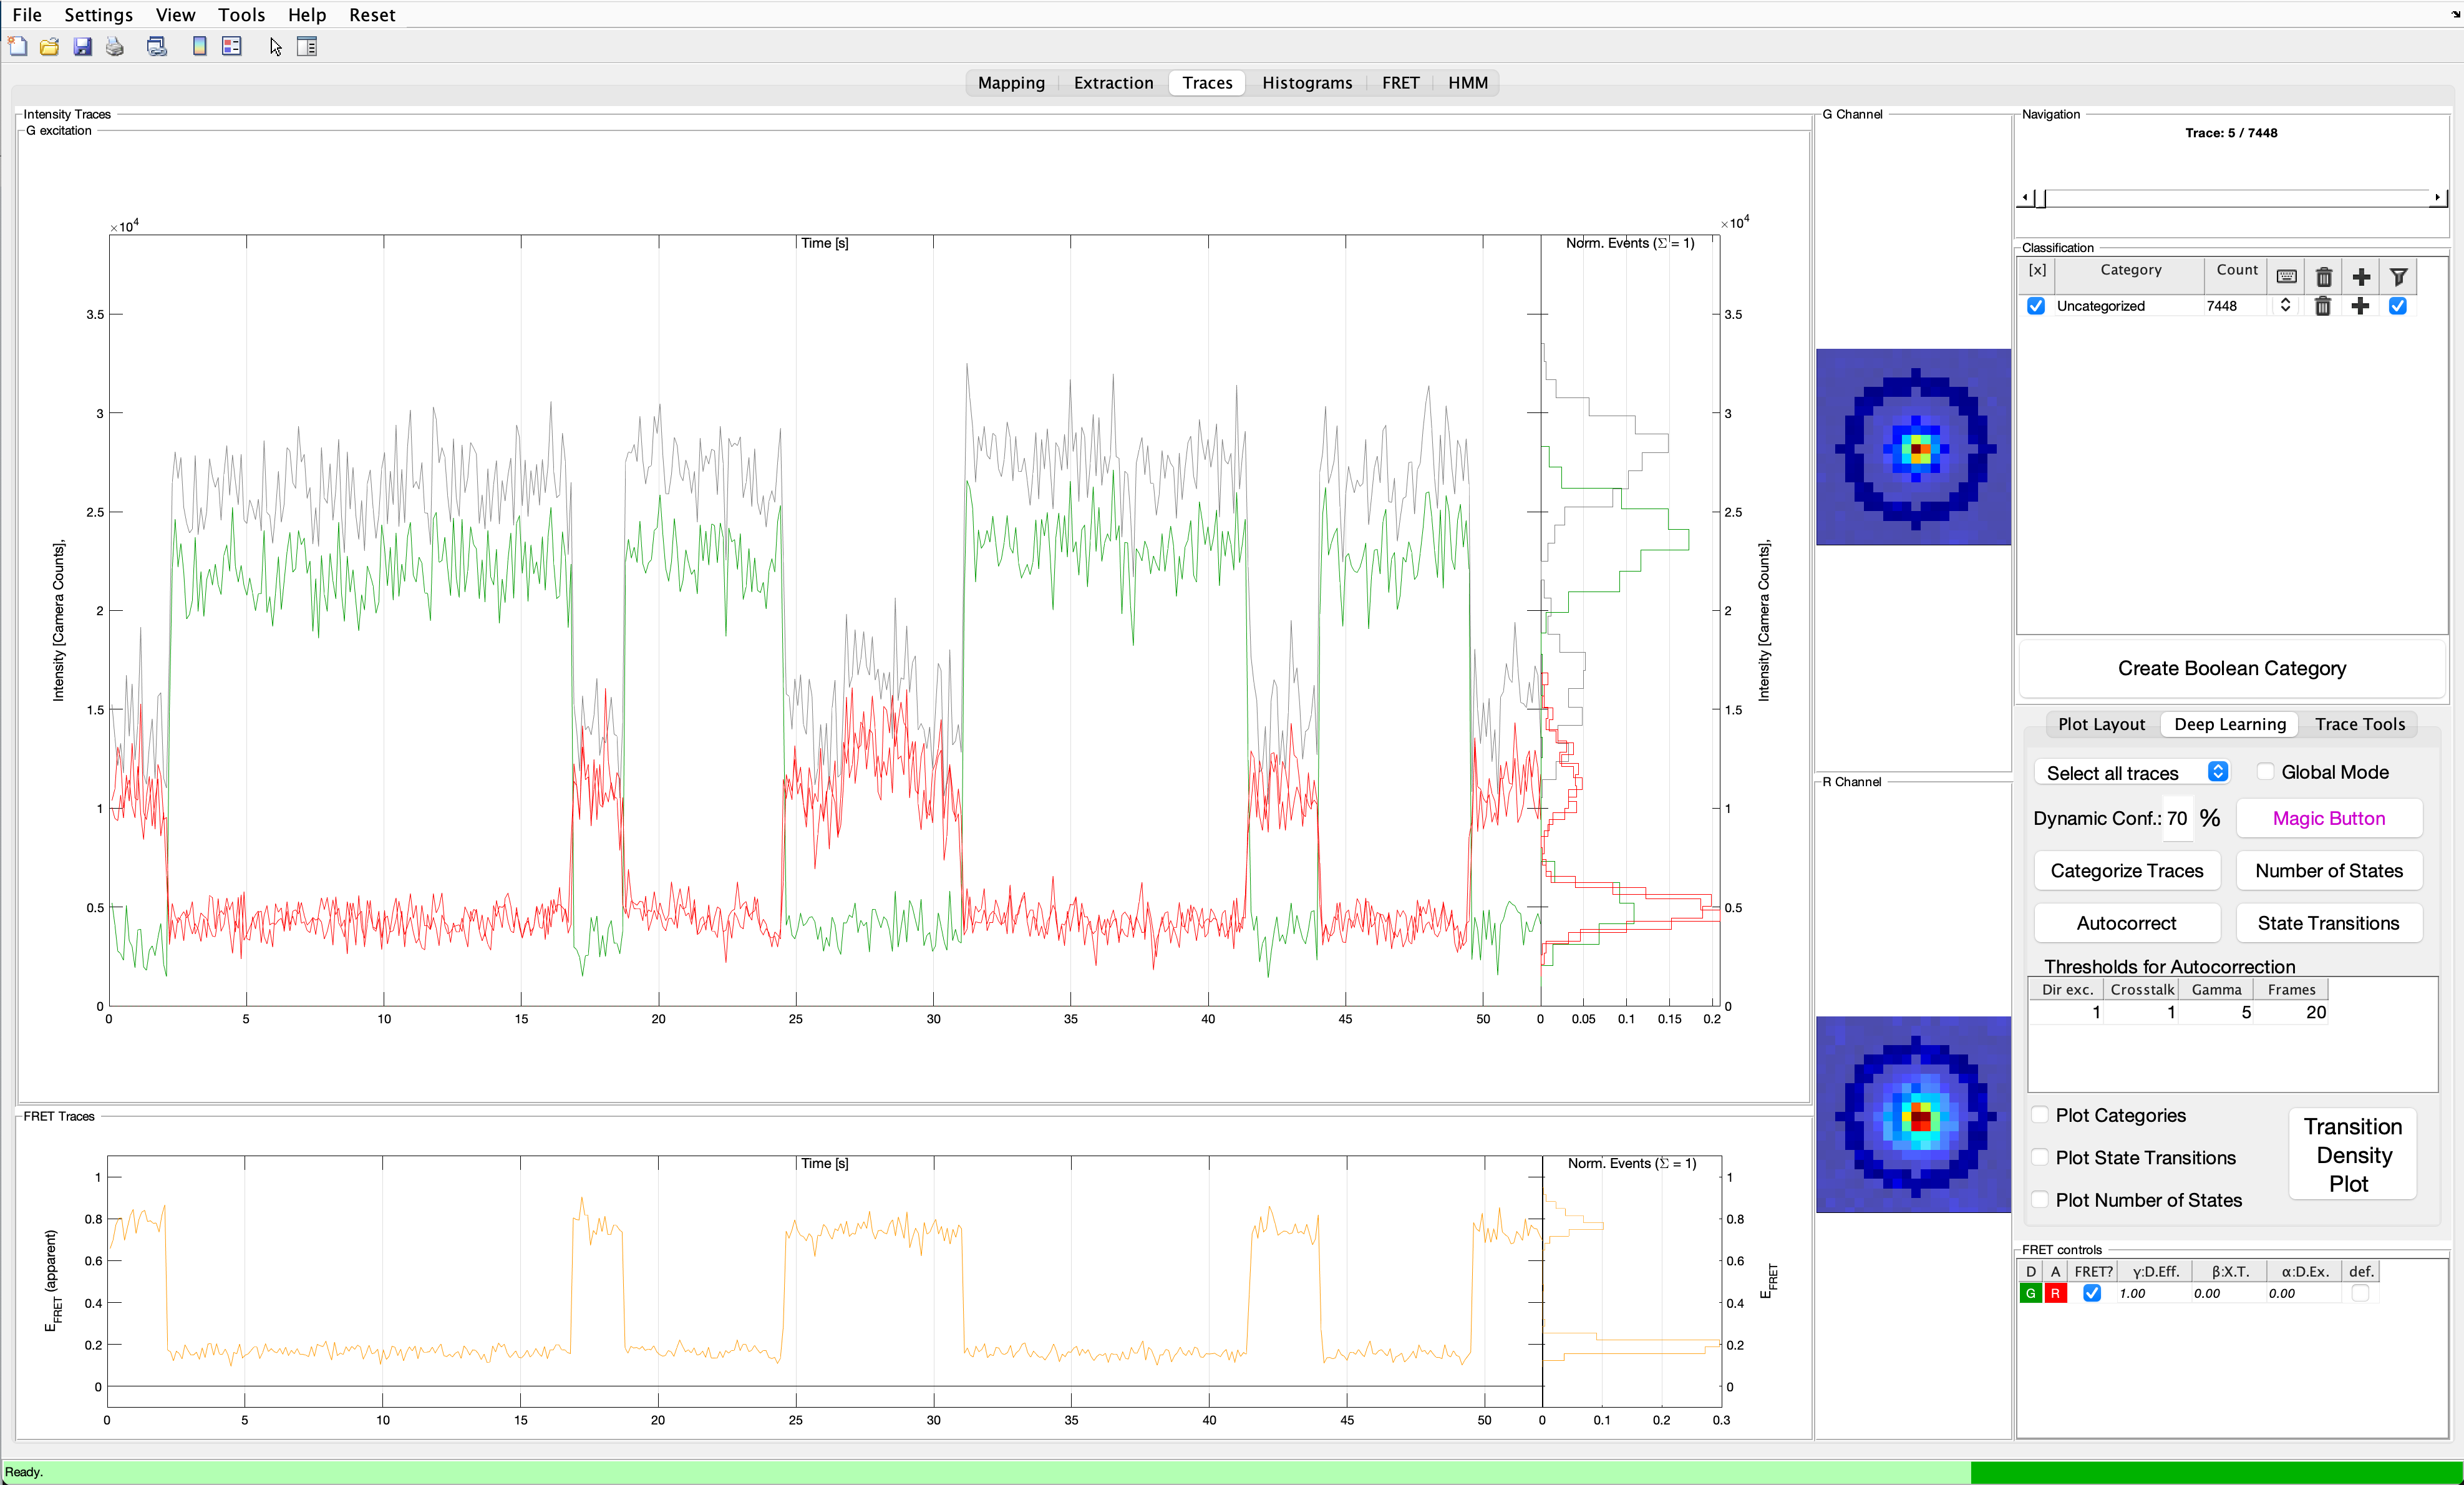 File Settings View Tools Help Reset
Mapping Extraction Traces Histograms FRET HMM
Intensity Traces
G excitation
×10⁴
Time [s]
Norm. Events (Σ = 1)
×10⁴
Intensity [Camera Counts],
3.5
3
2.5
2
1.5
1
0.5
0
0 5 10 15 20 25 30 35 40 45 50
0 0.05 0.1 0.15 0.2
3.5
3
2.5
2
1.5
1
0.5
0
Intensity [Camera Counts],
FRET Traces
Time [s]
Norm. Events (Σ = 1)
E_FRET (apparent)
1
0.8
0.6
0.4
0.2
0
0 5 10 15 20 25 30 35 40 45 50
0 0.1 0.2 0.3
1
0.8
0.6
0.4
0.2
0
E_FRET
G Channel
R Channel
Navigation
Trace: 5 / 7448
Classification
[x] Category Count
Uncategorized 7448
Create Boolean Category
Plot Layout Deep Learning Trace Tools
Select all traces Global Mode
Dynamic Conf.: 70 % Magic Button
Categorize Traces Number of States
Autocorrect State Transitions
Thresholds for Autocorrection
Dir exc. Crosstalk Gamma Frames
1 1 5 20
Plot Categories
Plot State Transitions
Plot Number of States
Transition
Density
Plot
FRET controls
D A FRET? γ:D.Eff. β:X.T. α:D.Ex. def.
G R 1.00 0.00 0.00
Ready.